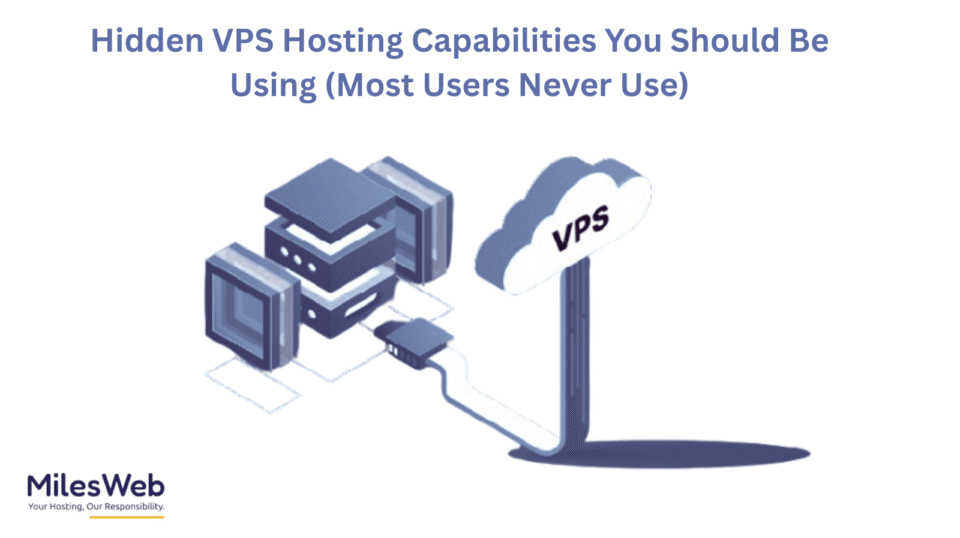 Hidden VPS Hosting Capabilities You Should Be
Using (Most Users Never Use)
VPS
MilesWeb
Your Hosting, Our Responsibility.